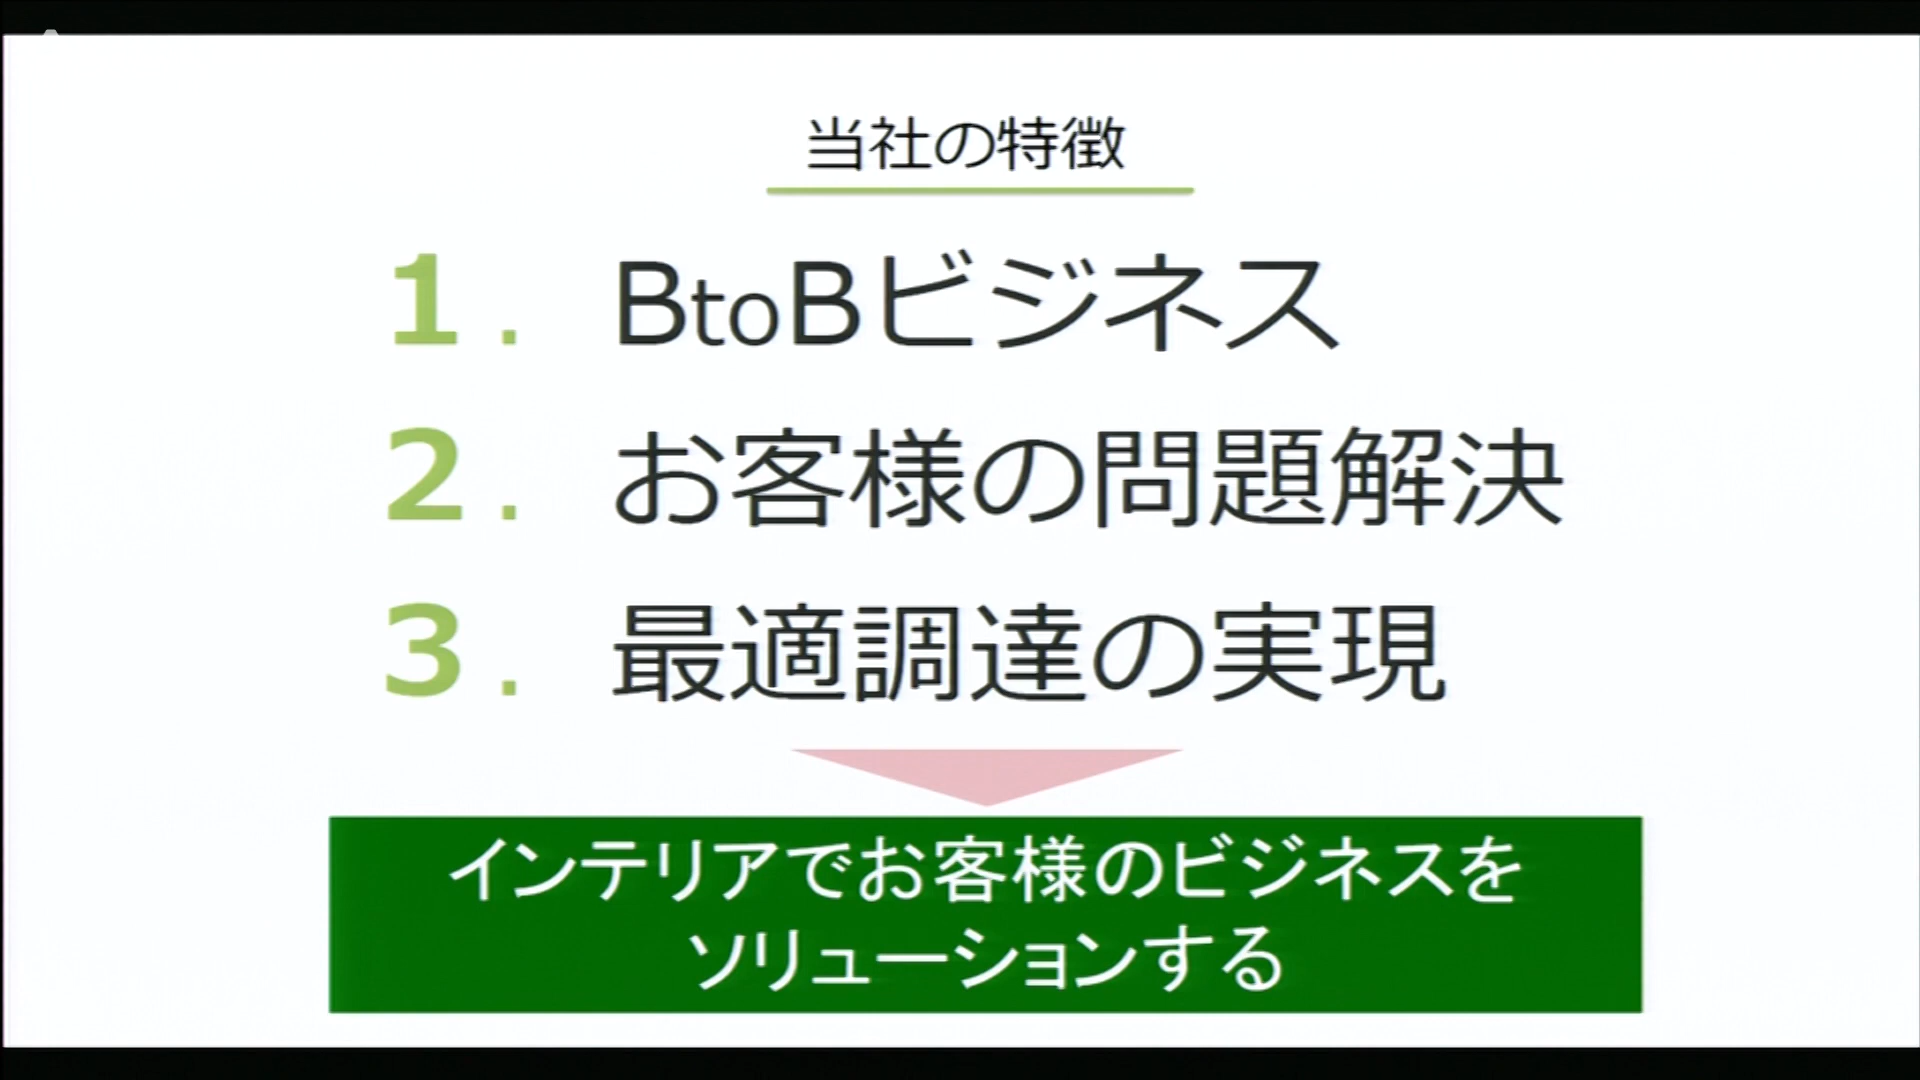 当社の特徴
1. BtoBビジネス
2. お客様の問題解決
3. 最適調達の実現
インテリアでお客様のビジネスを
ソリューションする